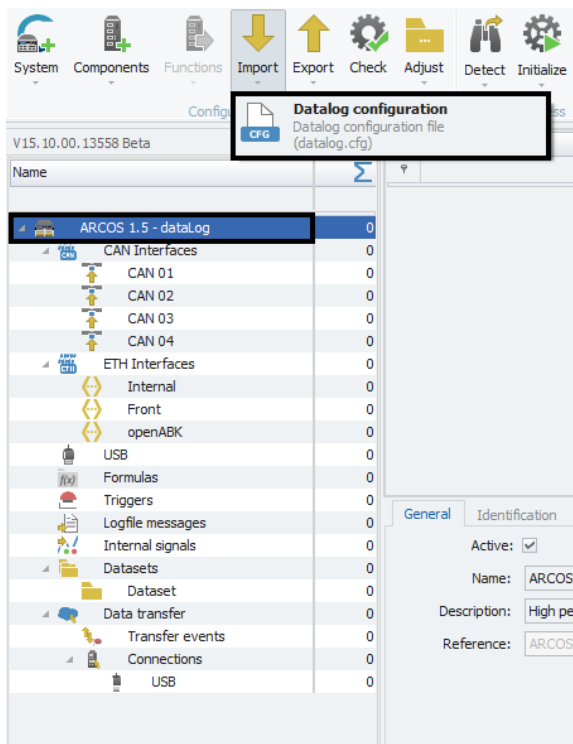 System Components Functions Import Export Check Adjust Detect Initialize
Datalog configuration
Datalog configuration file
(datalog.cfg)
CFG
V15.10.00.13558 Beta
Name Σ
ARCOS 1.5 - dataLog 0
CAN Interfaces 0
CAN 01 0
CAN 02 0
CAN 03 0
CAN 04 0
ETH Interfaces 0
Internal 0
Front 0
openABK 0
USB 0
f(x) Formulas 0
Triggers 0
Logfile messages 0
Internal signals 0
Datasets 0
Dataset 0
Data transfer 0
Transfer events 0
Connections 0
USB 0
General Identification
Active:
Name: ARCOS
Description: High pe
Reference: ARCOS